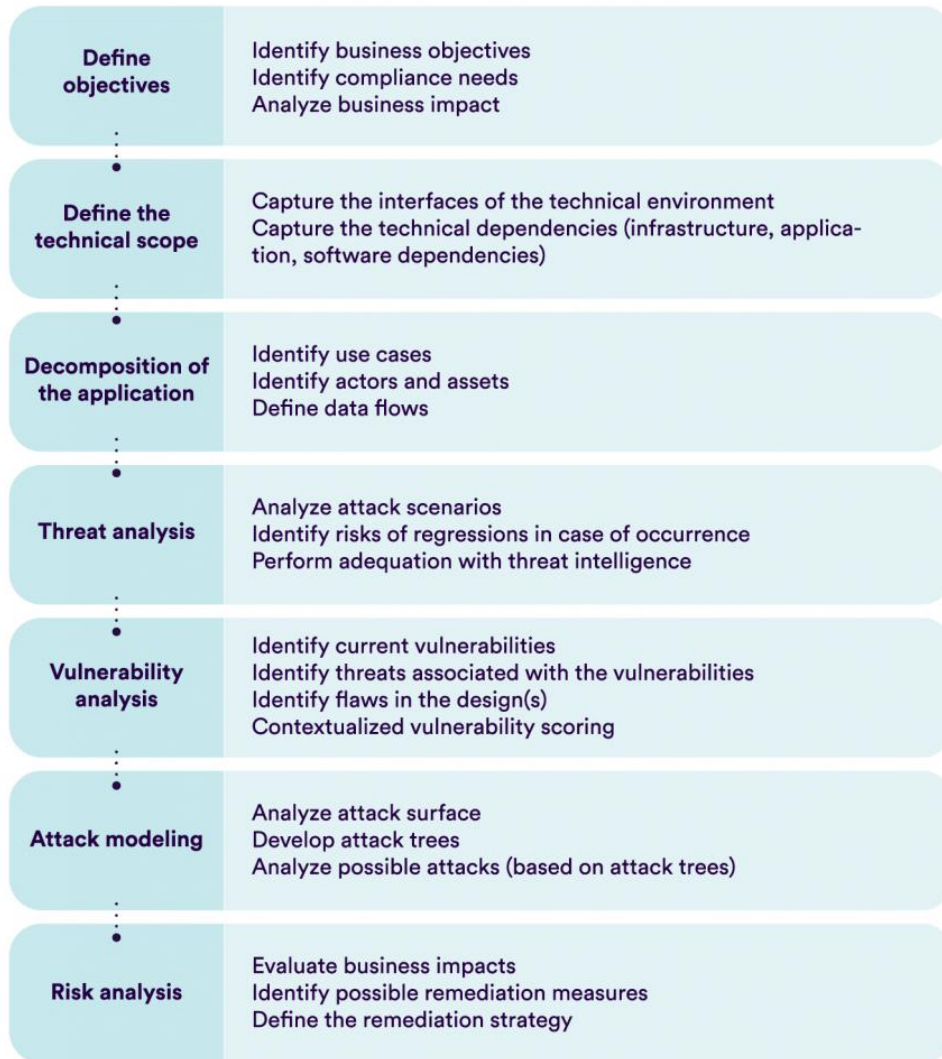 Define
objectives
Identify business objectives
Identify compliance needs
Analyze business impact
Define the
technical scope
Capture the interfaces of the technical environment
Capture the technical dependencies (infrastructure, applica-
tion, software dependencies)
Decomposition of
the application
Identify use cases
Identify actors and assets
Define data flows
Threat analysis
Analyze attack scenarios
Identify risks of regressions in case of occurrence
Perform adequation with threat intelligence
Vulnerability
analysis
Identify current vulnerabilities
Identify threats associated with the vulnerabilities
Identify flaws in the design(s)
Contextualized vulnerability scoring
Attack modeling
Analyze attack surface
Develop attack trees
Analyze possible attacks (based on attack trees)
Risk analysis
Evaluate business impacts
Identify possible remediation measures
Define the remediation strategy